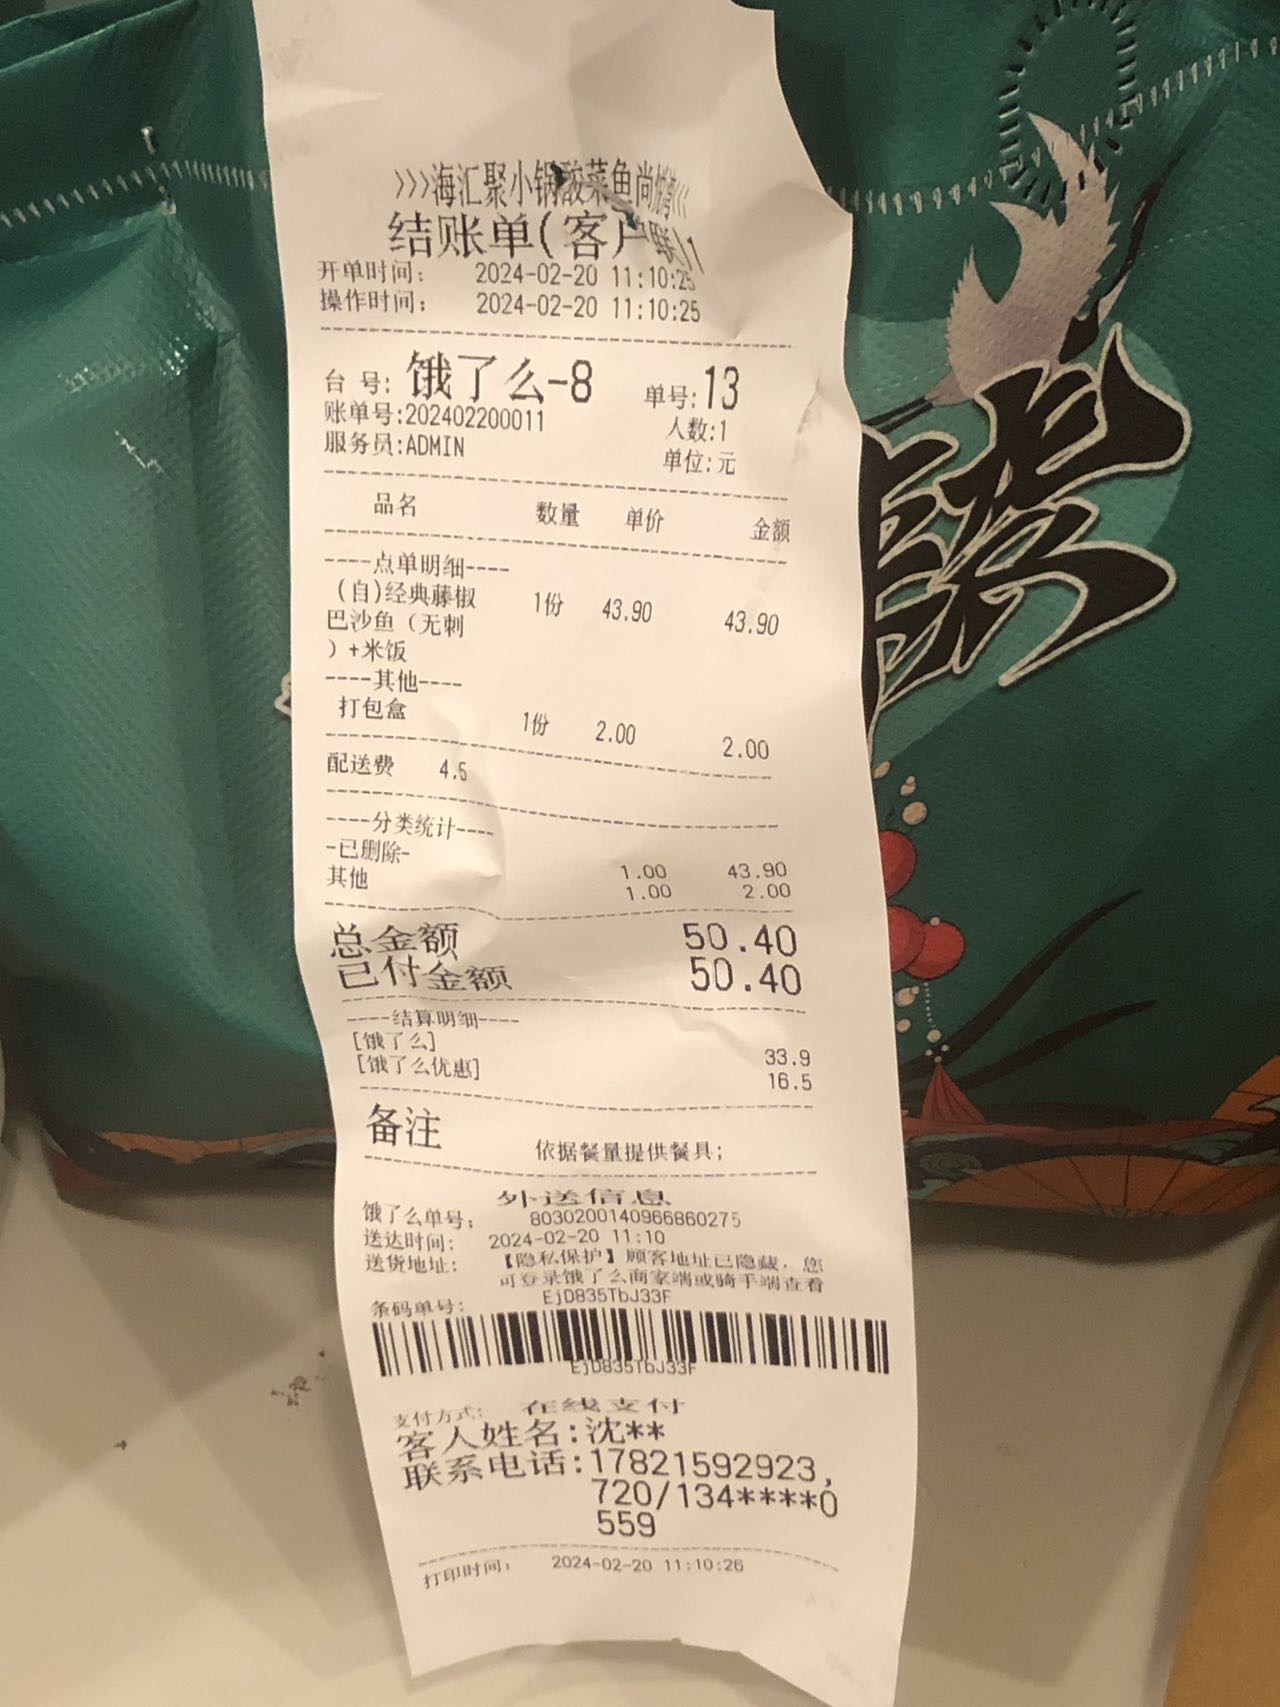 >>>海汇聚小锅酸菜鱼尚
结账单(客户联)1
开单时间: 2024-02-20 11:10:25
操作时间: 2024-02-20 11:10:25
台 号: 饿了么-8 单号:13
账单号:202402200011 人数:1
服务员:ADMIN 单位:元
品名 数量 单价 金额
----点单明细----
(自)经典藤椒 1份 43.90 43.90
巴沙鱼（无刺
）+米饭
----其他----
打包盒 1份 2.00 2.00
配送费 4.5
----分类统计----
-已删除- 1.00 43.90
其他 1.00 2.00
总金额 50.40
已付金额 50.40
----结算明细----
[饿了么] 33.9
[饿了么优惠] 16.5
备注 依据餐量提供餐具;
外送信息
饿了么单号: 8030200140966860275
送达时间: 2024-02-20 11:10
送货地址: 【隐私保护】顾客地址已隐藏，您
可登录饿了么商家端或骑手端查看
条码单号: EjD835TbJ33F
EjD835TbJ33F
支付方式: 在线支付
客人姓名:沈**
联系电话:17821592923,
720/134****0
559
打印时间: 2024-02-20 11:10:26